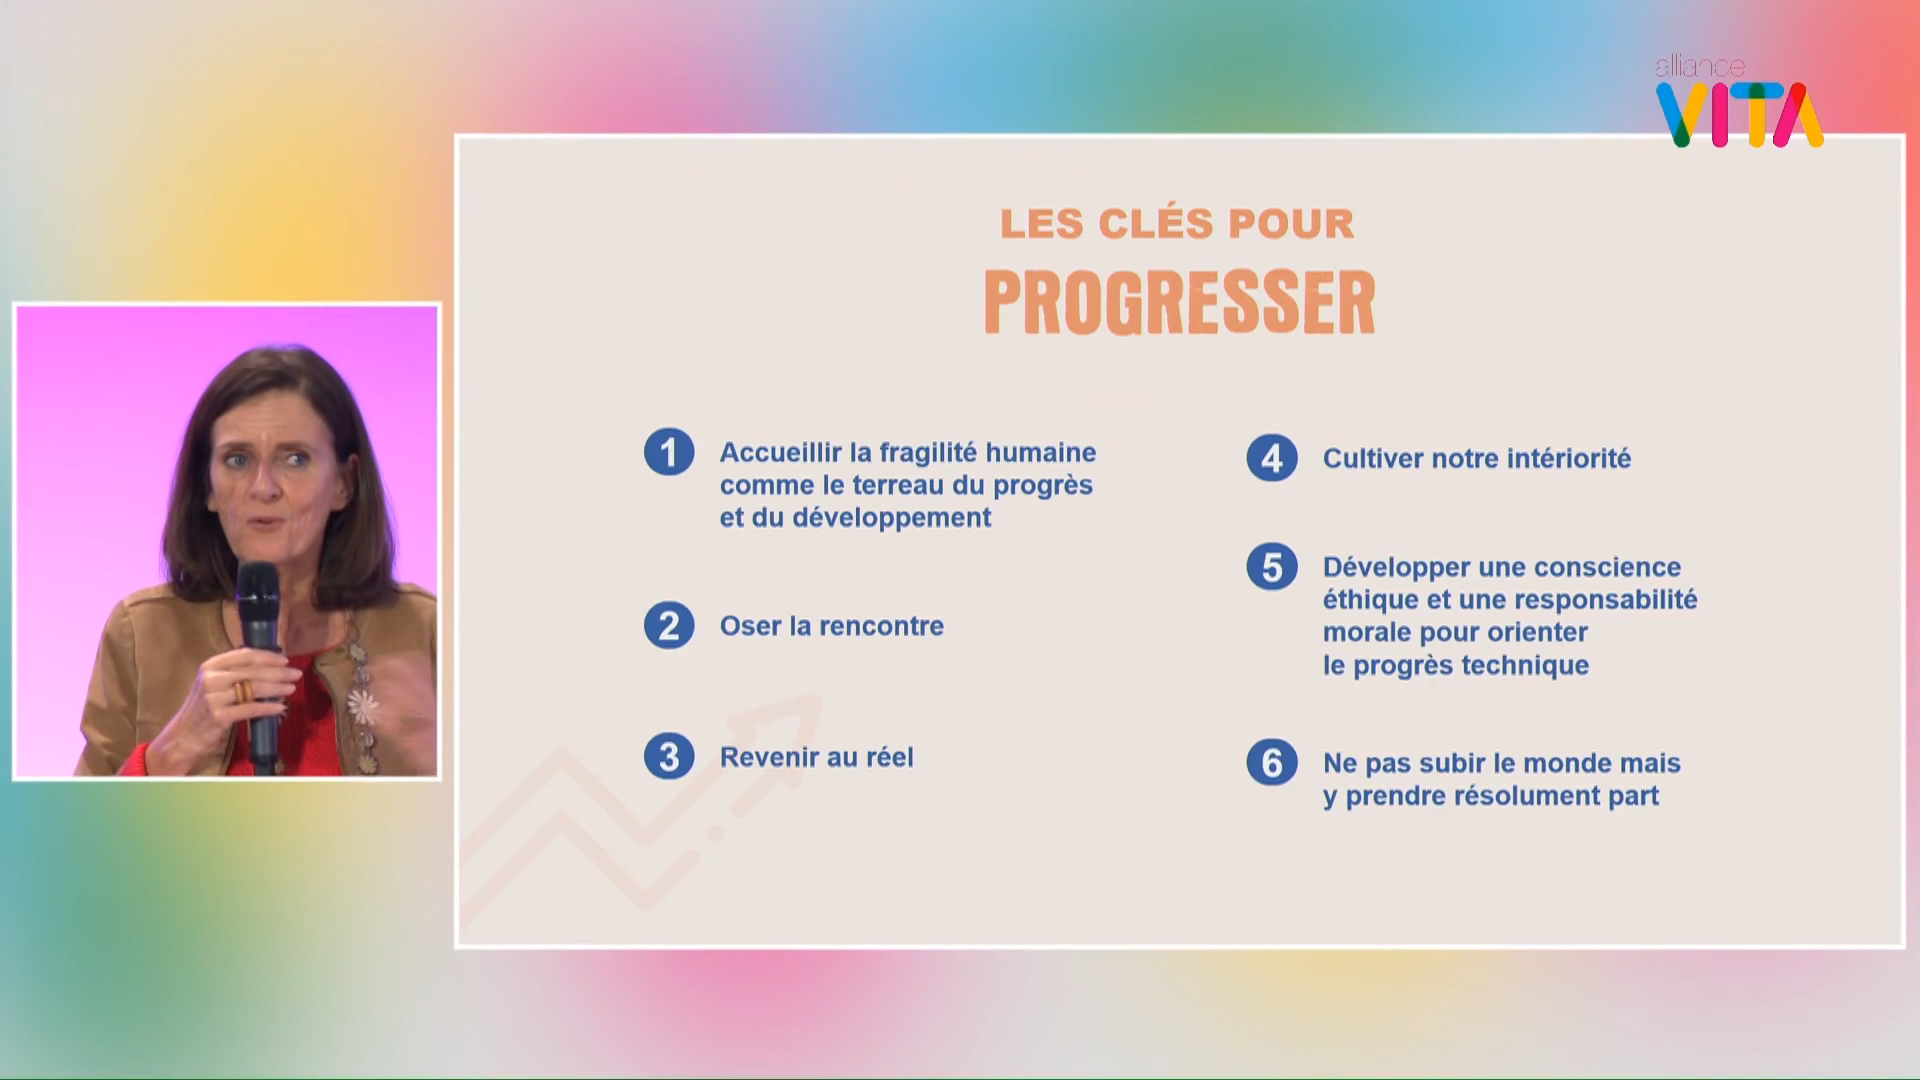 alliance
VITA
LES CLÉS POUR
PROGRESSER
1 Accueillir la fragilité humaine
comme le terreau du progrès
et du développement
2 Oser la rencontre
3 Revenir au réel
4 Cultiver notre intériorité
5 Développer une conscience
éthique et une responsabilité
morale pour orienter
le progrès technique
6 Ne pas subir le monde mais
y prendre résolument part